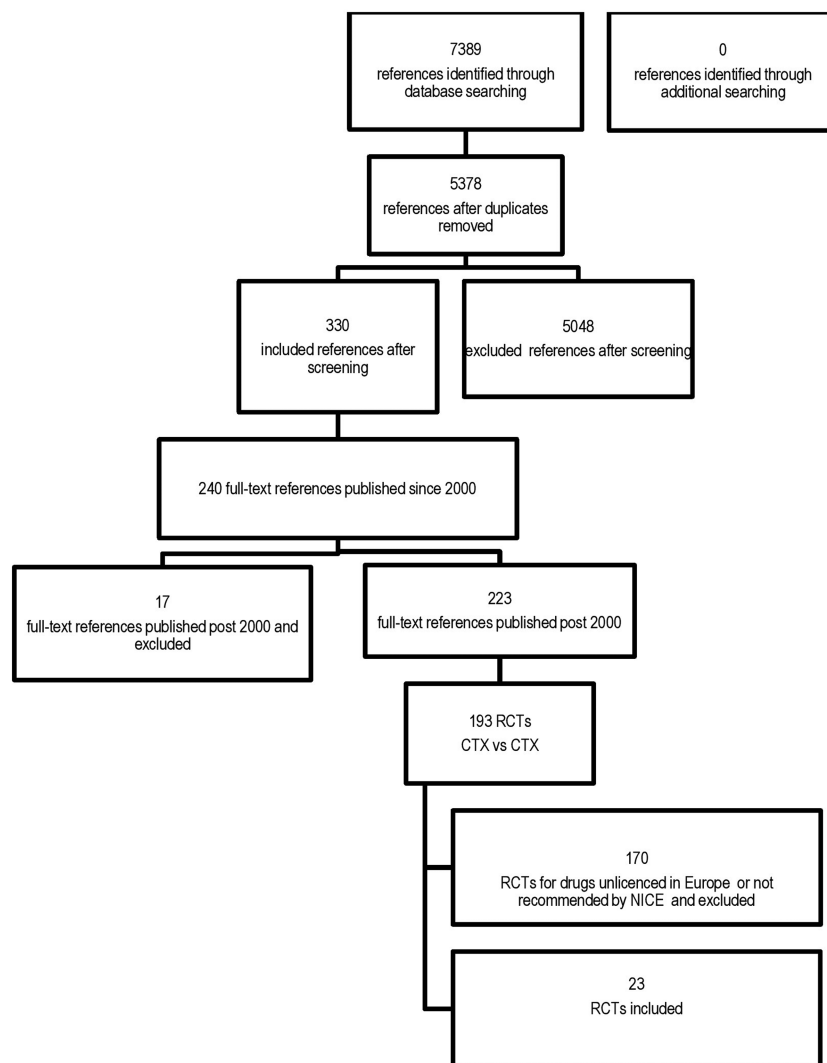 7389
references identified through
database searching
0
references identified through
additional searching
5378
references after duplicates
removed
330
included references after
screening
5048
excluded references after screening
240 full-text references published since 2000
17
full-text references published post 2000 and
excluded
223
full-text references published post 2000
193 RCTs
CTX vs CTX
170
RCTs for drugs unlicenced in Europe or not
recommended by NICE and excluded
23
RCTs included